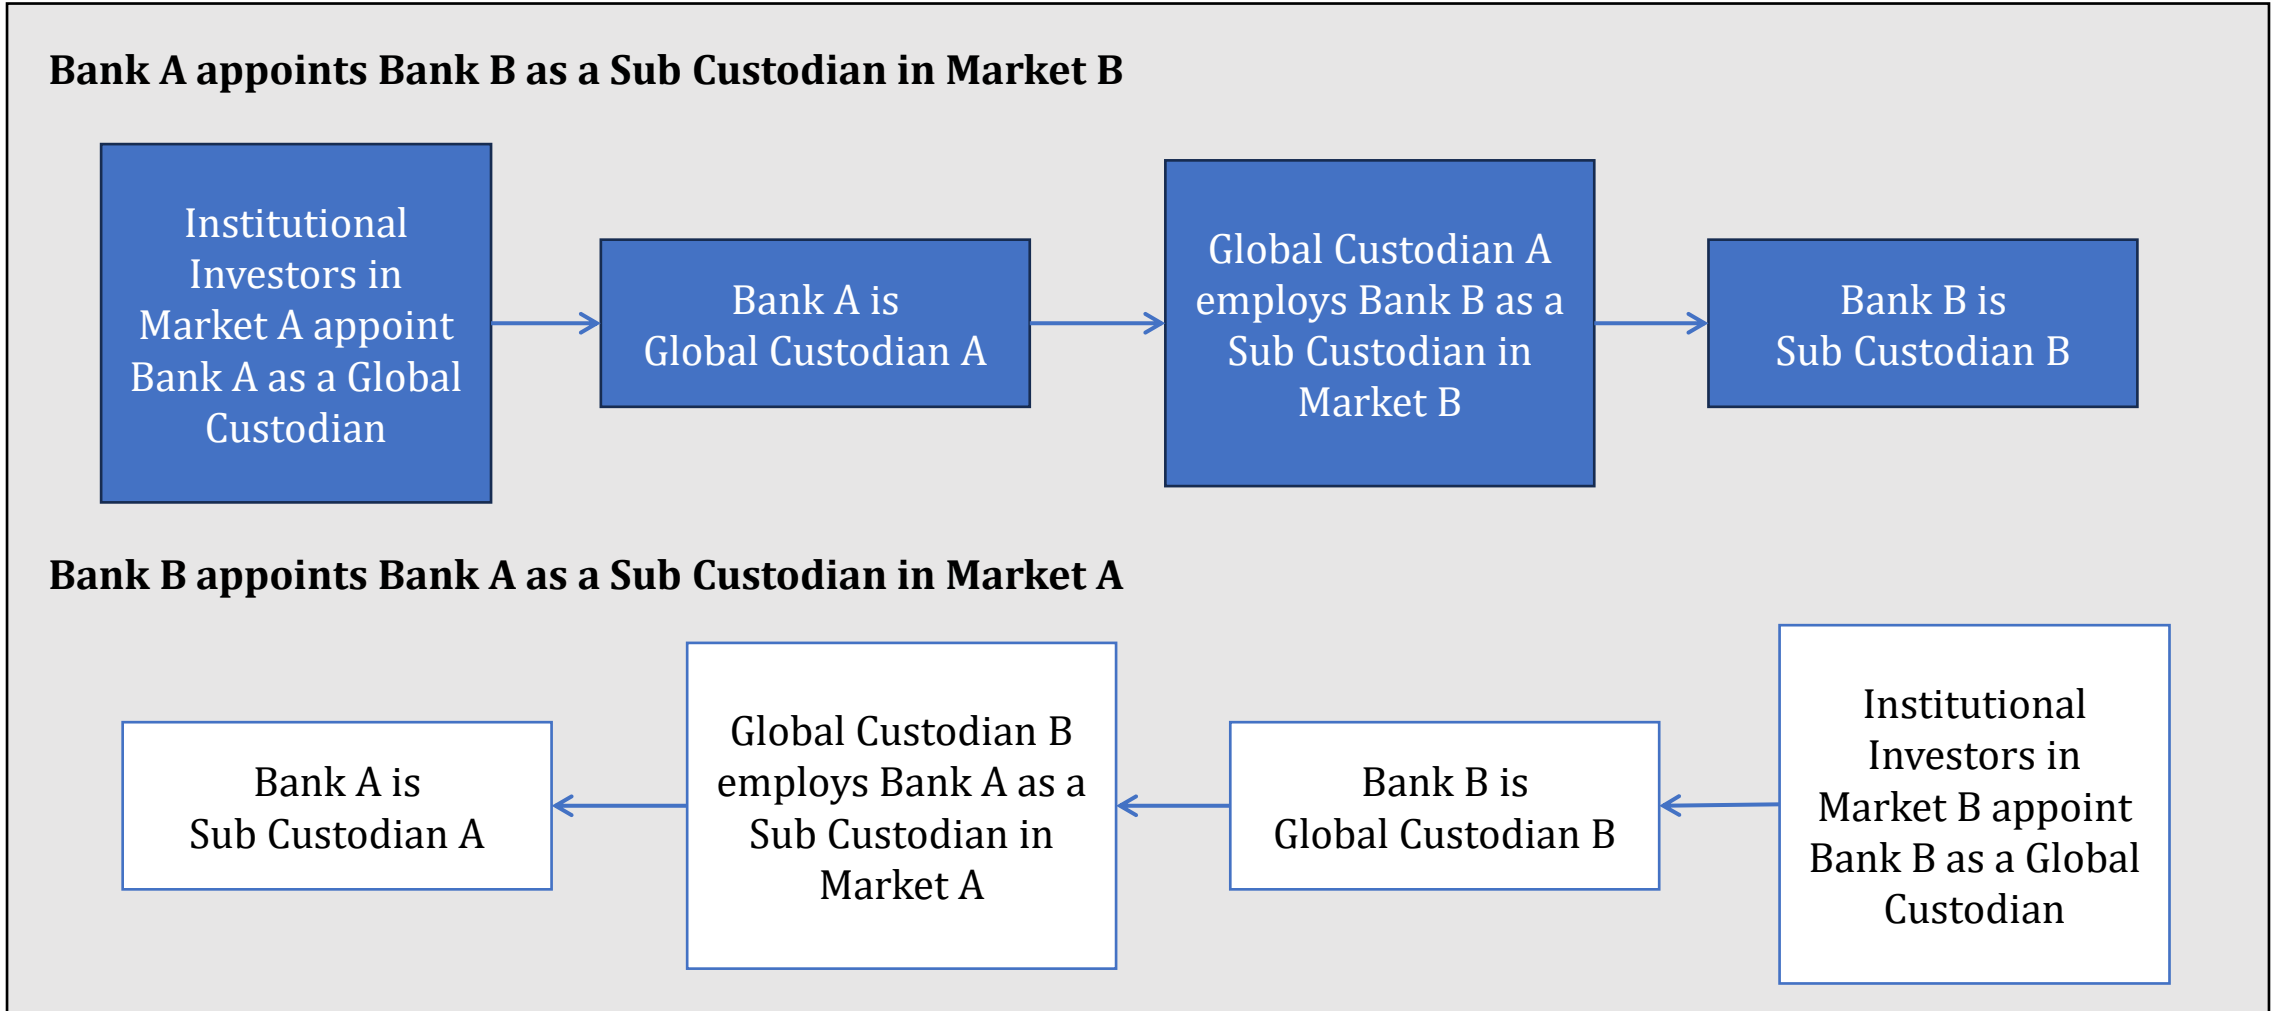 Bank A appoints Bank B as a Sub Custodian in Market B
Institutional
Investors in
Market A appoint
Bank A as a Global
Custodian
Bank A is
Global Custodian A
Global Custodian A
employs Bank B as a
Sub Custodian in
Market B
Bank B is
Sub Custodian B
Bank B appoints Bank A as a Sub Custodian in Market A
Bank A is
Sub Custodian A
Global Custodian B
employs Bank A as a
Sub Custodian in
Market A
Bank B is
Global Custodian B
Institutional
Investors in
Market B appoint
Bank B as a Global
Custodian